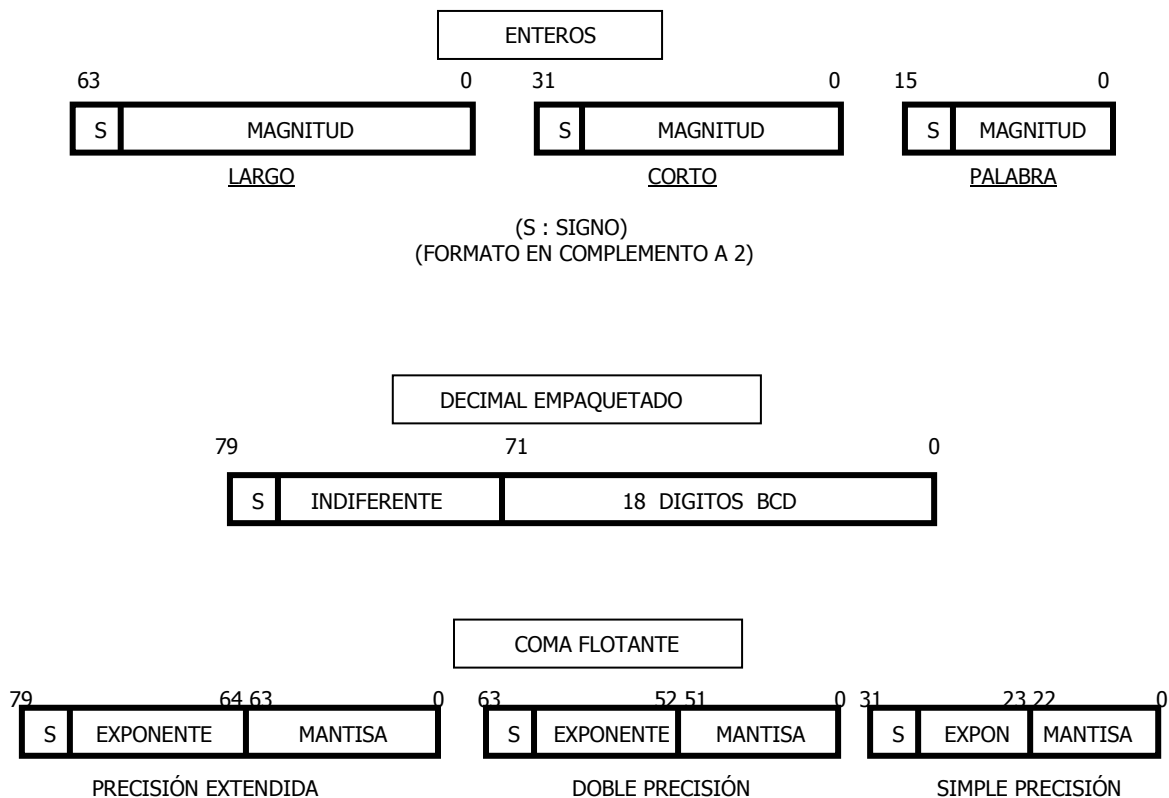 ENTEROS
63 0 31 0 15 0
S MAGNITUD S MAGNITUD S MAGNITUD
LARGO CORTO PALABRA
(S : SIGNO)
(FORMATO EN COMPLEMENTO A 2)
DECIMAL EMPAQUETADO
79 71 0
S INDIFERENTE 18 DIGITOS BCD
COMA FLOTANTE
79 64 63 0 63 52 51 0 31 23 22 0
S EXPONENTE MANTISA S EXPONENTE MANTISA S EXPON MANTISA
PRECISIÓN EXTENDIDA DOBLE PRECISIÓN SIMPLE PRECISIÓN